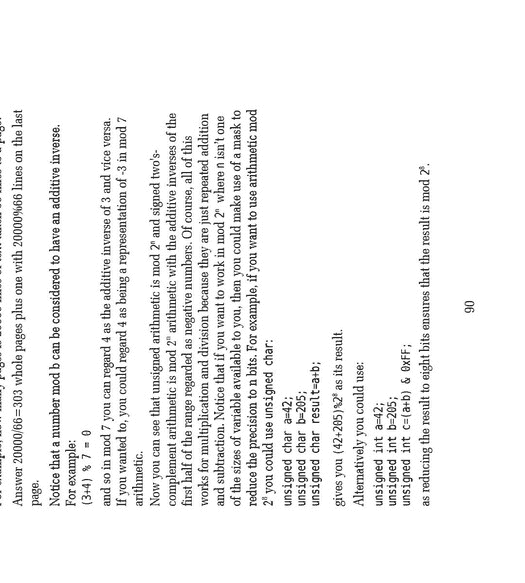 Answer 20000/66=303 whole pages plus one with 20000%66 lines on the last
page.
Notice that a number mod b can be considered to have an additive inverse.
For example:
(3+4) % 7 = 0
and so in mod 7 you can regard 4 as the additive inverse of 3 and vice versa.
If you wanted to, you could regard 4 as being a representation of -3 in mod 7
arithmetic.
Now you can see that unsigned arithmetic is mod 2ⁿ and signed two's-
complement arithmetic is mod 2ⁿ arithmetic with the additive inverses of the
first half of the range regarded as negative numbers. Of course, all of this
works for multiplication and division because they are just repeated addition
and subtraction. Notice that if you want to work in mod 2ⁿ where n isn't one
of the sizes of variable available to you, then you could make use of a mask to
reduce the precision to n bits. For example, if you want to use arithmetic mod
2⁸ you could use unsigned char:
unsigned char a=42;
unsigned char b=205;
unsigned char result=a+b;
gives you (42+205)%2⁸ as its result.
Alternatively you could use:
unsigned int a=42;
unsigned int b=205;
unsigned int c=(a+b) & 0xFF;
as reducing the result to eight bits ensures that the result is mod 2⁸.
90